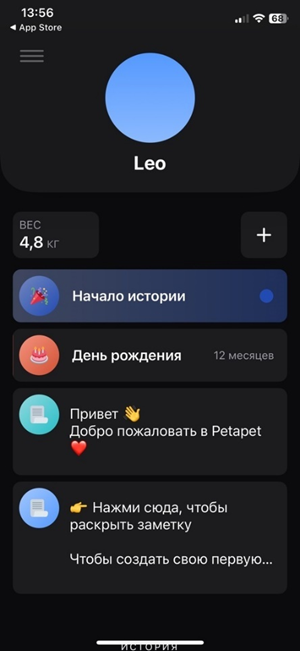 13:56
68
◀ App Store
Leo
ВЕС
4,8 кг
+
Начало истории
День рождения
12 месяцев
Привет 👋
Добро пожаловать в Petapet
❤️
👉 Нажми сюда, чтобы
раскрыть заметку
Чтобы создать свою первую...
ИСТОРИЯ